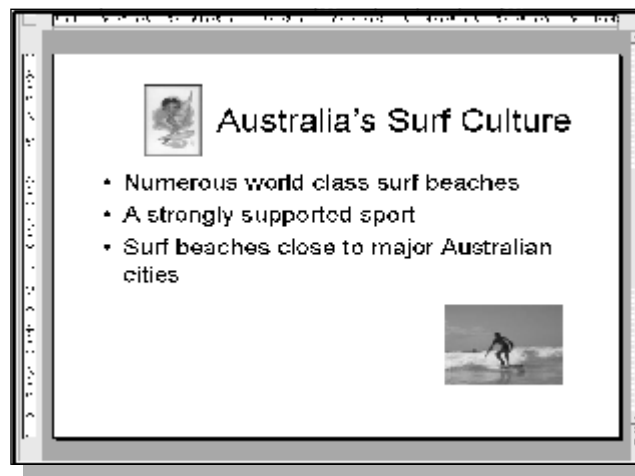 Australia's Surf Culture
• Numerous world class surf beaches
• A strongly supported sport
• Surf beaches close to major Australian
cities